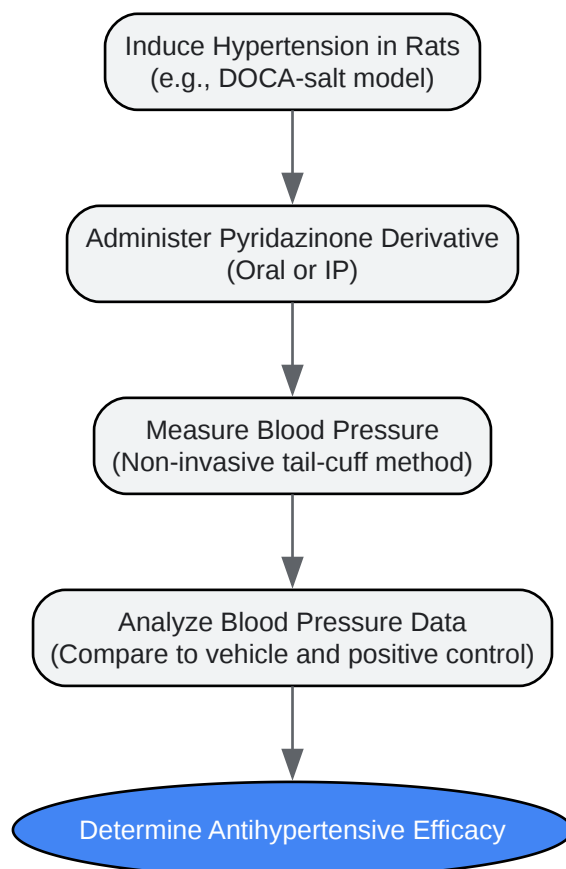 Induce Hypertension in Rats
(e.g., DOCA-salt model)
Administer Pyridazinone Derivative
(Oral or IP)
Measure Blood Pressure
(Non-invasive tail-cuff method)
Analyze Blood Pressure Data
(Compare to vehicle and positive control)
Determine Antihypertensive Efficacy